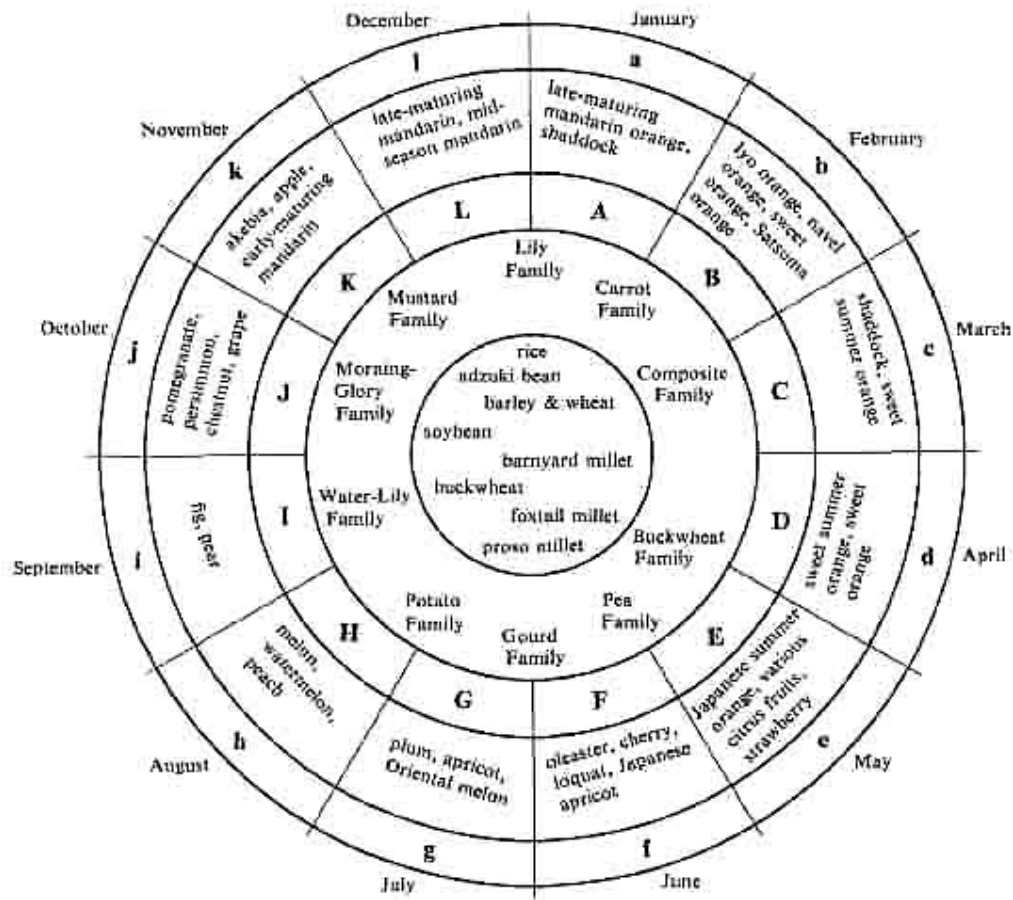 December
January
l
a
late-maturing
mandarin, mid-
season mandarin
late-maturing
mandarin orange,
shaddock
November
February
k
b
akebia, apple,
early-maturing
mandarin
Iyo orange, navel
orange, sweet
orange, Satsuma
orange
L
A
K
B
Lily
Family
Mustard
Family
Carrot
Family
October
March
j
c
pomegranate,
persimmon,
chestnut, grape
shaddock, sweet
summer orange
J
C
Morning-
Glory
Family
Composite
Family
rice
adzuki bean
barley & wheat
soybean
barnyard millet
buckwheat
foxtail millet
proso millet
Water-Lily
Family
Buckwheat
Family
I
D
fig, pear
sweet summer
orange, sweet
orange
i
d
September
April
Potato
Family
Gourd
Family
Pea
Family
H
E
melon,
watermelon,
peach
Japanese summer
orange, various
citrus fruits,
strawberry
G
F
h
e
August
May
plum, apricot,
Oriental melon
oleaster, cherry,
loquat, Japanese
apricot
g
f
July
June